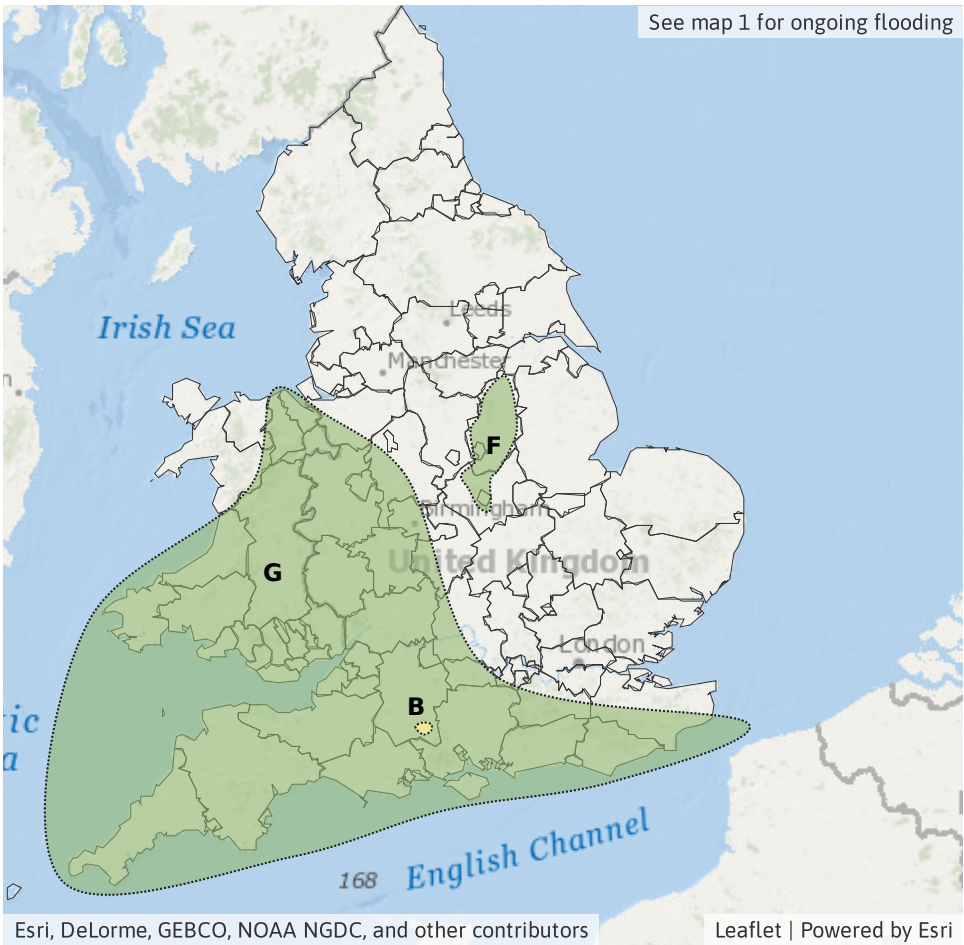 See map 1 for ongoing flooding
Leeds
Irish Sea
Manchester
n
F
Birmingham
United Kingdom
G
London
B
ic
a
English Channel
168
Esri, DeLorme, GEBCO, NOAA NGDC, and other contributors
Leaflet | Powered by Esri